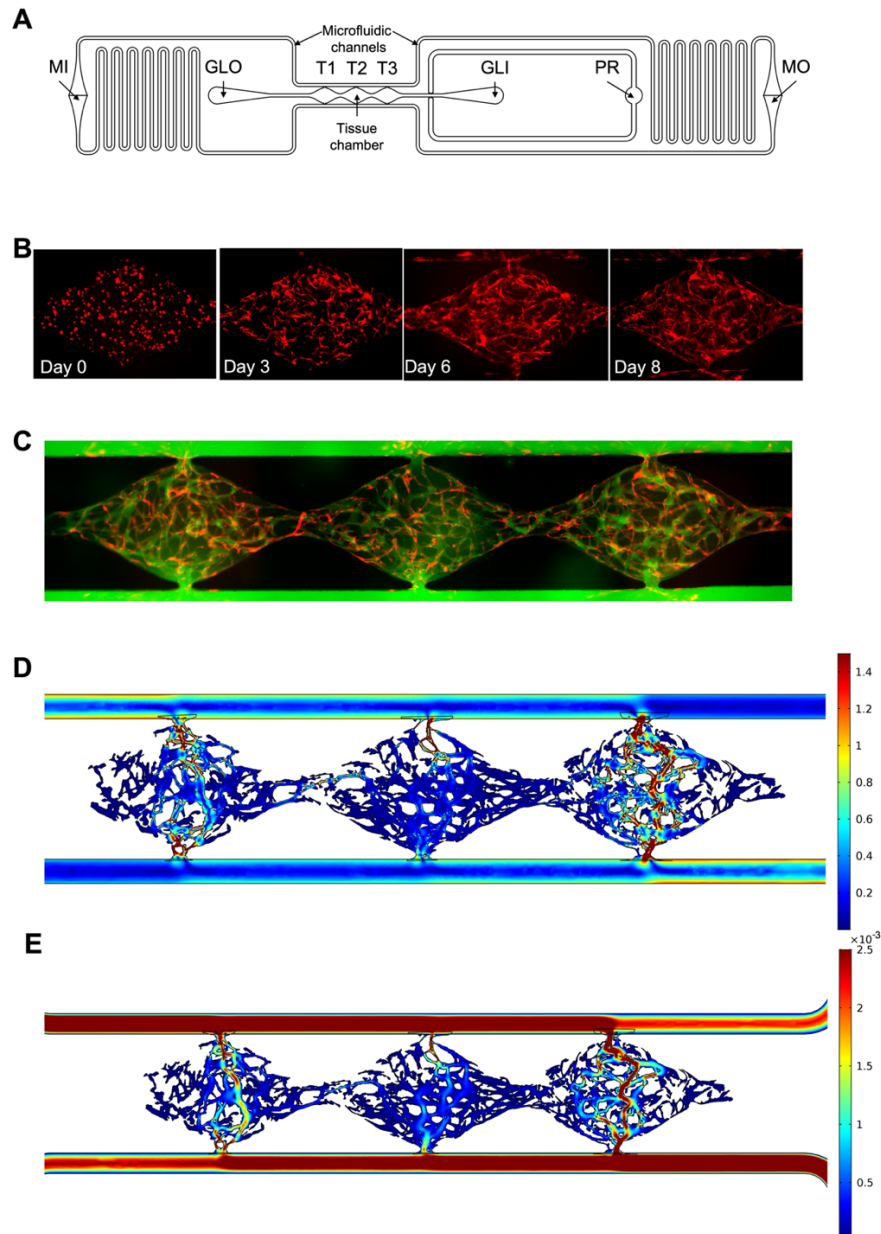 A
Microfluidic
channels
MI
GLO
T1 T2 T3
GLI
PR
MO
Tissue
chamber
B
Day 0
Day 3
Day 6
Day 8
C
D
1.4
1.2
1
0.8
0.6
0.4
0.2
E
×10⁻³
2.5
2
1.5
1
0.5